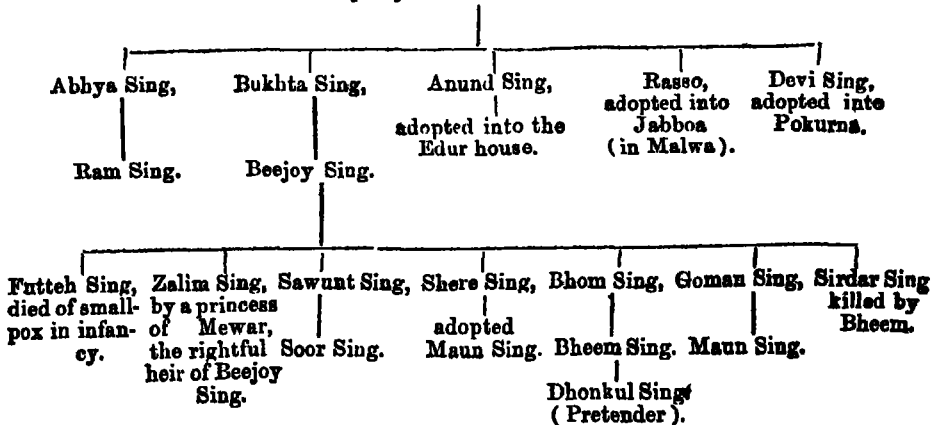 Abhya Sing, Bukhta Sing, Anund Sing, Rasso, Devi Sing,
adopted into the adopted into adopted into
Edur house. Jabboa Pokurna.
(in Malwa).
Ram Sing. Beejoy Sing.
Futteh Sing, Zalim Sing, Sawunt Sing, Shere Sing, Bhom Sing, Goman Sing, Sirdar Sing
died of small- by a princess killed by
pox in infan- of Mewar, adopted Bheem.
cy. the rightful Soor Sing. Maun Sing. Bheem Sing. Maun Sing.
heir of Beejoy
Sing. Dhonkul Sing
(Pretender).